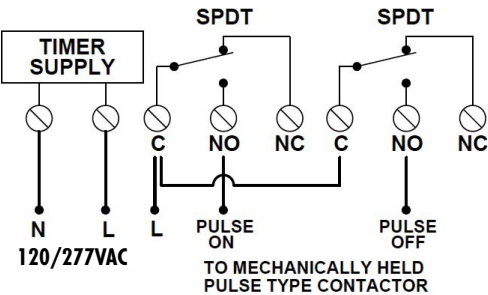 SPDT SPDT
TIMER
SUPPLY
C NO NC C NO NC
N L L PULSE
ON PULSE
OFF
120/277VAC
TO MECHANICALLY HELD
PULSE TYPE CONTACTOR